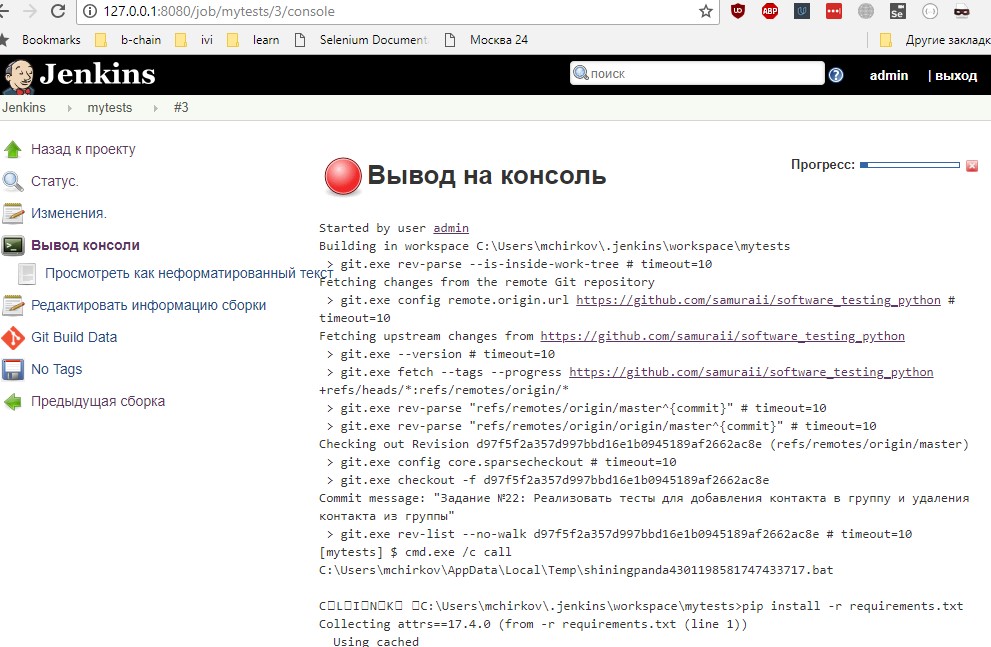 127.0.0.1:8080/job/mytests/3/console
UD ABP Se
Bookmarks b-chain ivi learn Selenium Document Москва 24 Другие заклад
Jenkins поиск ? admin | выход
Jenkins mytests #3
Назад к проекту
Статус.
Изменения.
Вывод консоли
Просмотреть как неформатированный текст
Редактировать информацию сборки
Git Build Data
No Tags
Предыдущая сборка
Вывод на консоль
Прогресс:
Started by user admin
Building in workspace C:\Users\mchirkov\.jenkins\workspace\mytests
> git.exe rev-parse --is-inside-work-tree # timeout=10
Fetching changes from the remote Git repository
> git.exe config remote.origin.url https://github.com/samuraii/software_testing_python #
timeout=10
Fetching upstream changes from https://github.com/samuraii/software_testing_python
> git.exe --version # timeout=10
> git.exe fetch --tags --progress https://github.com/samuraii/software_testing_python
+refs/heads/*:refs/remotes/origin/*
> git.exe rev-parse "refs/remotes/origin/master^{commit}" # timeout=10
> git.exe rev-parse "refs/remotes/origin/origin/master^{commit}" # timeout=10
Checking out Revision d97f5f2a357d997bbd16e1b0945189af2662ac8e (refs/remotes/origin/master)
> git.exe config core.sparsecheckout # timeout=10
> git.exe checkout -f d97f5f2a357d997bbd16e1b0945189af2662ac8e
Commit message: "Задание №22: Реализовать тесты для добавления контакта в группу и удаления
контакта из группы"
> git.exe rev-list --no-walk d97f5f2a357d997bbd16e1b0945189af2662ac8e # timeout=10
[mytests] $ cmd.exe /c call
C:\Users\mchirkov\AppData\Local\Temp\shiningpanda4301198581747433717.bat
C□L□I□N□K□ □C:\Users\mchirkov\.jenkins\workspace\mytests>pip install -r requirements.txt
Collecting attrs==17.4.0 (from -r requirements.txt (line 1))
Using cached